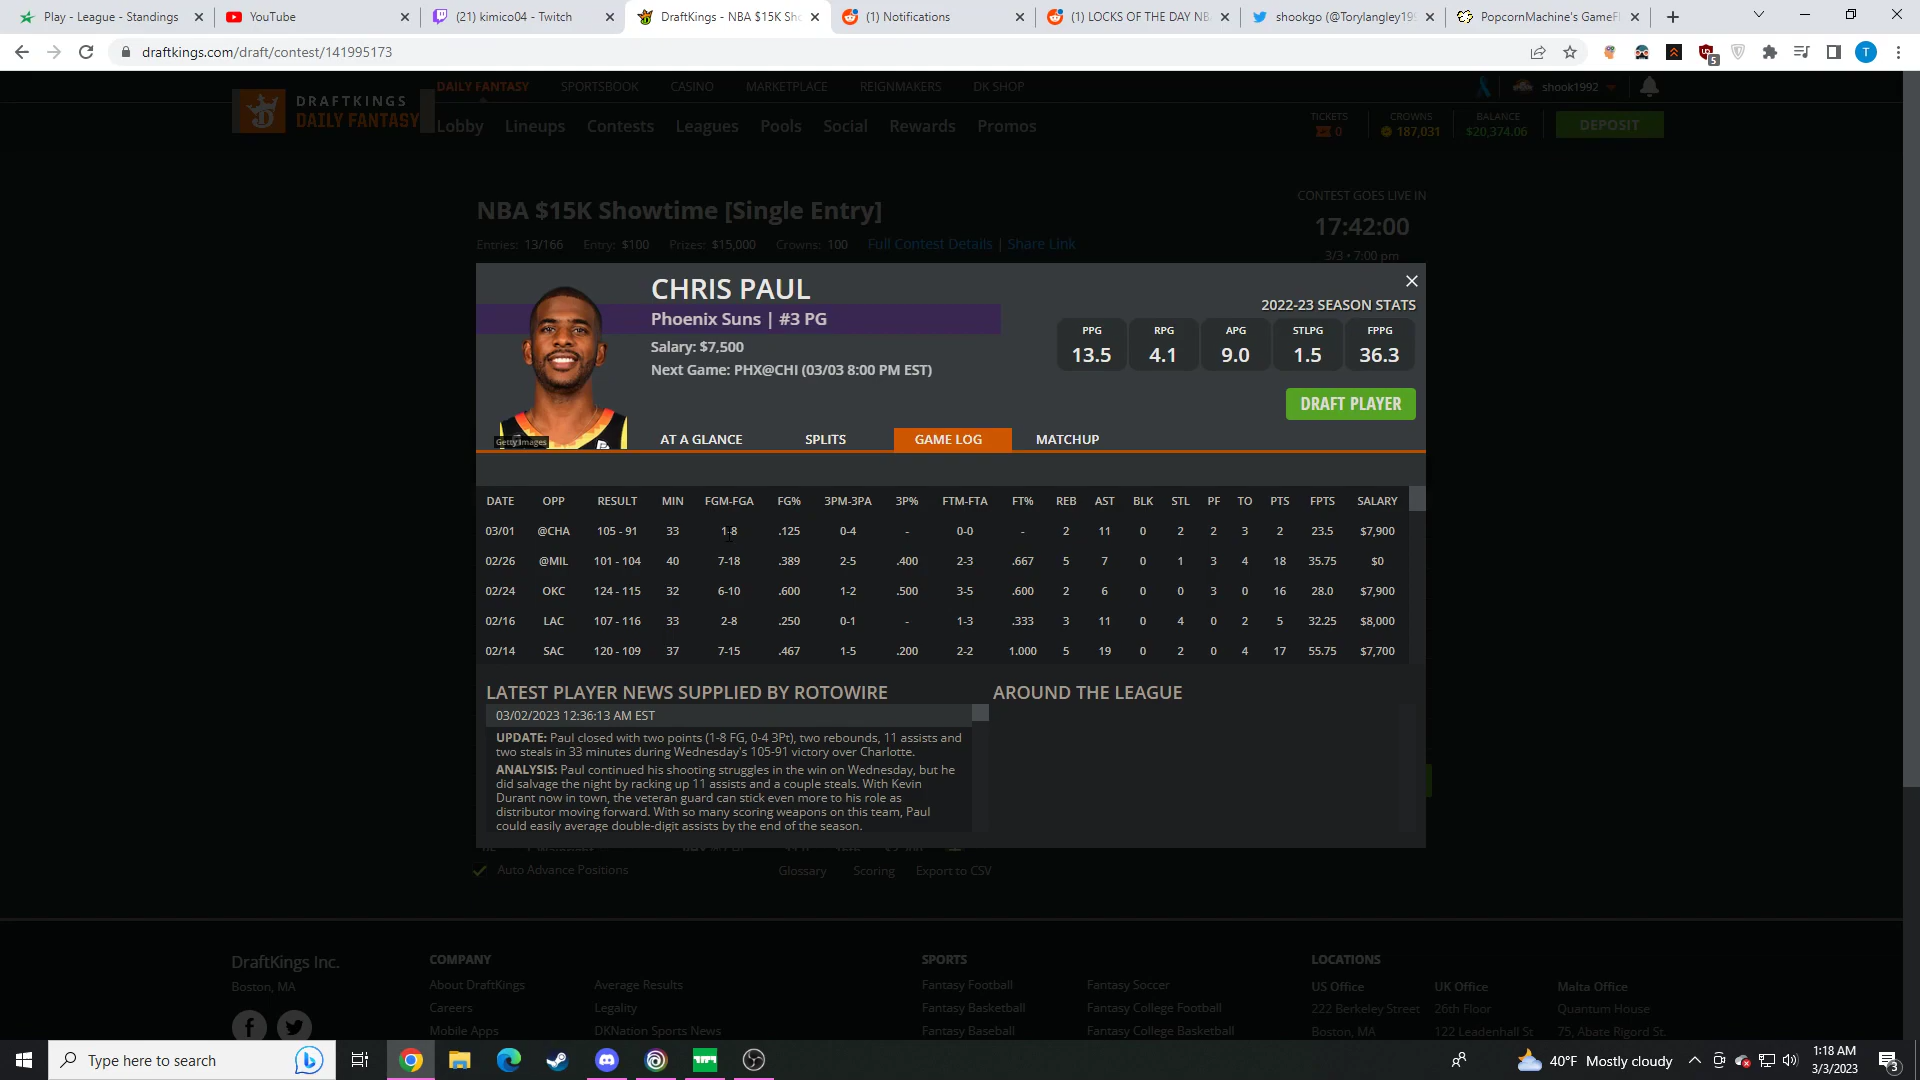 Play - League - Standings
YouTube
(21) kimico04 - Twitch
DraftKings - NBA $15K Sho
(1) Notifications
(1) LOCKS OF THE DAY NB
shookgo (@Torylangley19
PopcornMachine's GameFl
draftkings.com/draft/contest/141995173
5
T
DRAFTKINGS
DAILY FANTASY
DAILY FANTASY SPORTSBOOK CASINO MARKETPLACE REIGNMAKERS DK SHOP
shook1992
Lobby Lineups Contests Leagues Pools Social Rewards Promos
TICKETS CROWNS BALANCE
0 187,031 $20,374.06
DEPOSIT
NBA $15K Showtime [Single Entry]
CONTEST GOES LIVE IN
17:42:00
Entries: 13/166 Entry: $100 Prizes: $15,000 Crowns: 100 Full Contest Details | Share Link
3/3 • 7:00 pm
CHRIS PAUL
Phoenix Suns | #3 PG
Salary: $7,500
Next Game: PHX@CHI (03/03 8:00 PM EST)
2022-23 SEASON STATS
PPG RPG APG STLPG FPPG
13.5 4.1 9.0 1.5 36.3
DRAFT PLAYER
Getty Images
AT A GLANCE SPLITS GAME LOG MATCHUP
DATE OPP RESULT MIN FGM-FGA FG% 3PM-3PA 3P% FTM-FTA FT% REB AST BLK STL PF TO PTS FPTS SALARY
03/01 @CHA 105 - 91 33 1-8 .125 0-4 - 0-0 - 2 11 0 2 2 3 2 23.5 $7,900
02/26 @MIL 101 - 104 40 7-18 .389 2-5 .400 2-3 .667 5 7 0 1 3 4 18 35.75 $0
02/24 OKC 124 - 115 32 6-10 .600 1-2 .500 3-5 .600 2 6 0 0 3 0 16 28.0 $7,900
02/16 LAC 107 - 116 33 2-8 .250 0-1 - 1-3 .333 3 11 0 4 0 2 5 32.25 $8,000
02/14 SAC 120 - 109 37 7-15 .467 1-5 .200 2-2 1.000 5 19 0 2 0 4 17 55.75 $7,700
LATEST PLAYER NEWS SUPPLIED BY ROTOWIRE
AROUND THE LEAGUE
03/02/2023 12:36:13 AM EST
UPDATE: Paul closed with two points (1-8 FG, 0-4 3Pt), two rebounds, 11 assists and
two steals in 33 minutes during Wednesday's 105-91 victory over Charlotte.
ANALYSIS: Paul continued his shooting struggles in the win on Wednesday, but he
did salvage the night by racking up 11 assists and a couple steals. With Kevin
Durant now in town, the veteran guard can stick even more to his role as
distributor moving forward. With so many scoring weapons on this team, Paul
could easily average double-digit assists by the end of the season.
Auto Advance Positions Glossary Scoring Export to CSV
DraftKings Inc.
Boston, MA
COMPANY
About DraftKings Average Results
Careers Legality
Mobile Apps DKNation Sports News
SPORTS
Fantasy Football Fantasy Soccer
Fantasy Basketball Fantasy College Football
Fantasy Baseball Fantasy College Basketball
LOCATIONS
US Office UK Office Malta Office
222 Berkeley Street 26th Floor Quantum House
Boston, MA 122 Leadenhall St 75, Abate Rigord St.
Type here to search
40°F Mostly cloudy
1:18 AM
3/3/2023
3